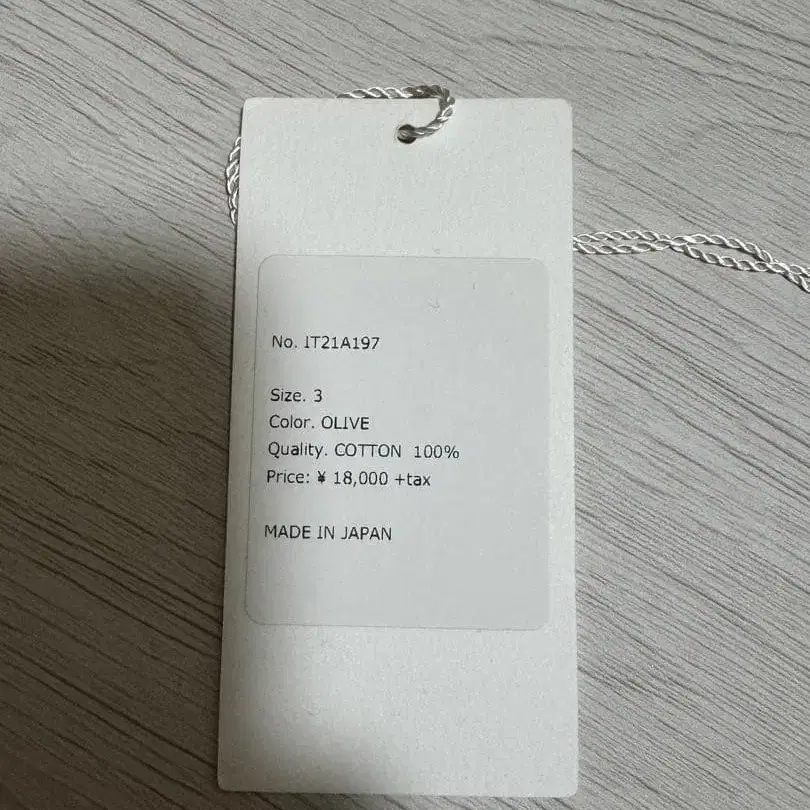 No. IT21A197
Size. 3
Color. OLIVE
Quality. COTTON 100%
Price: ¥ 18,000 +tax
MADE IN JAPAN